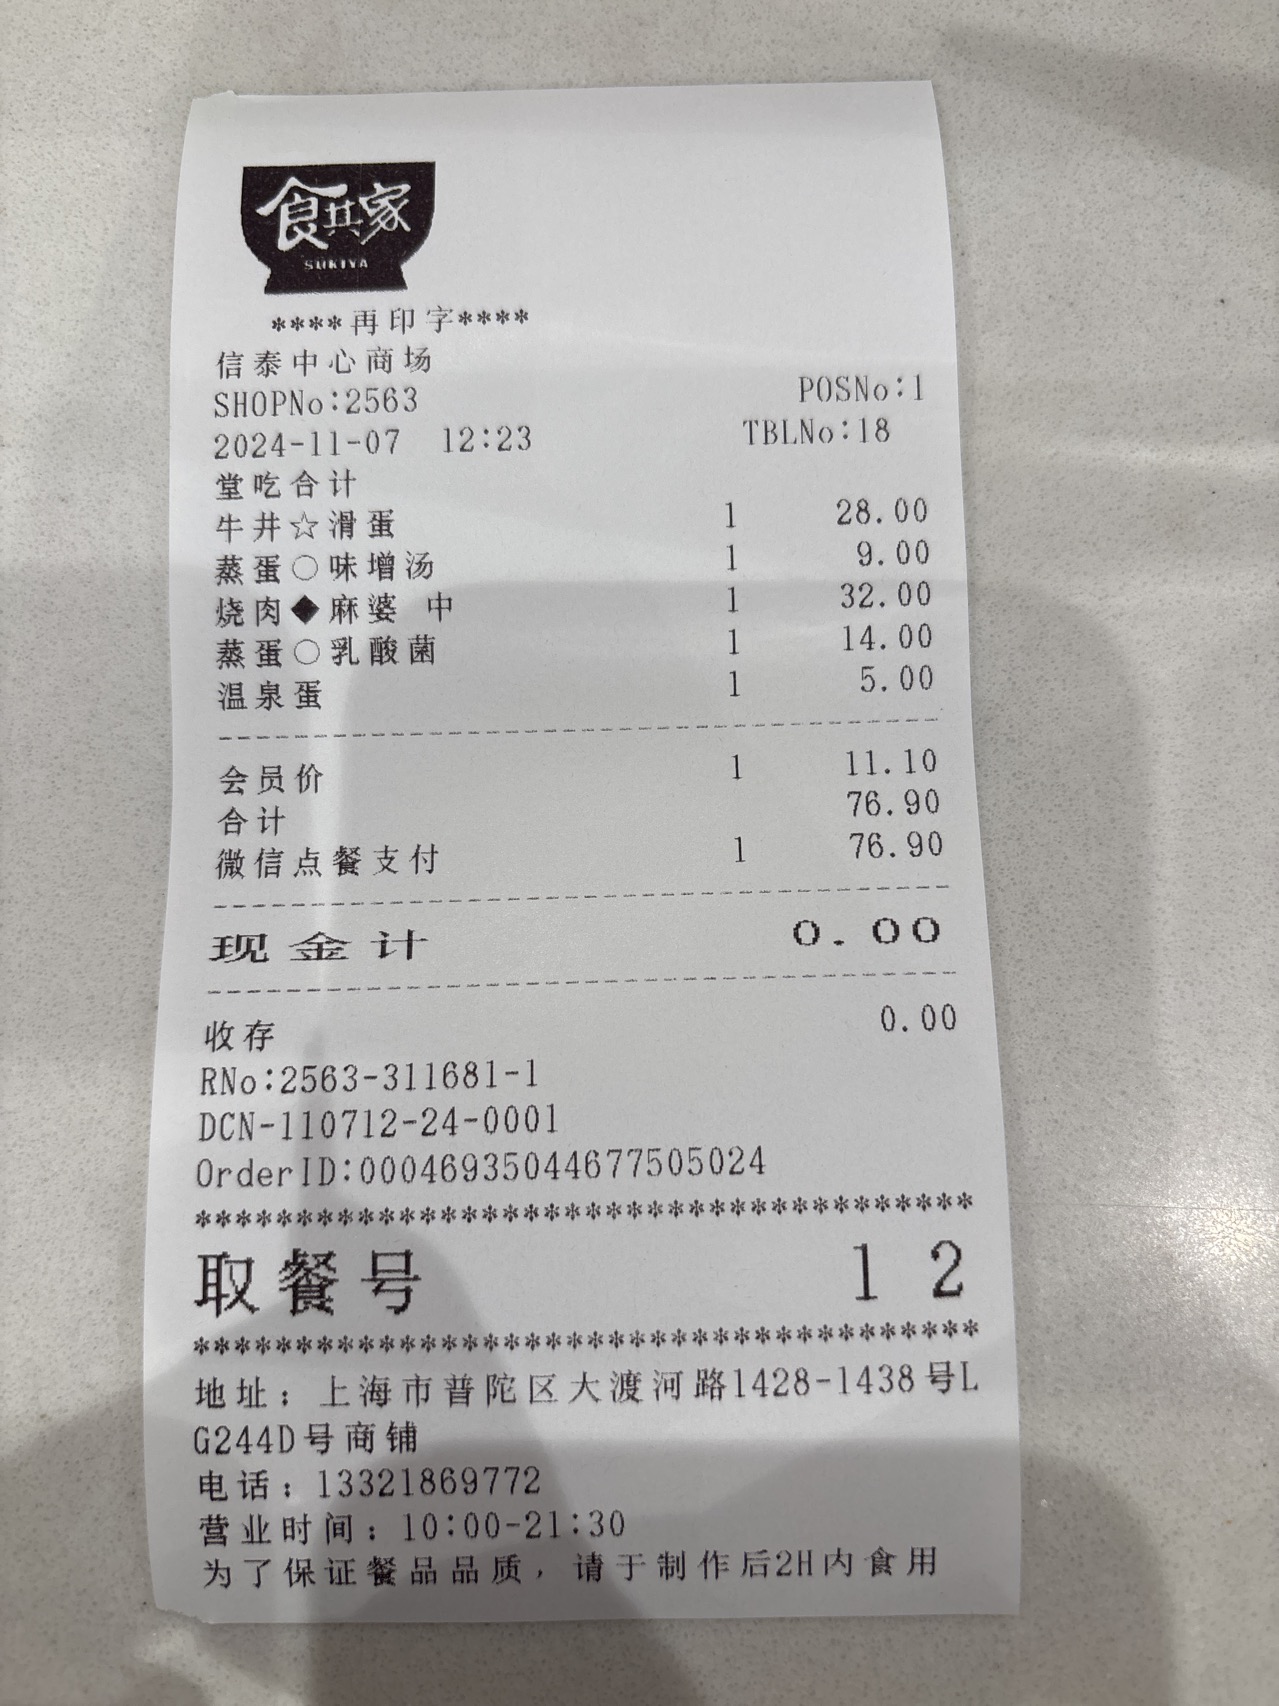 食其家
SUKIYA
****再印字****
信泰中心商场
SHOPNo:2563 POSNo:1
2024-11-07 12:23 TBLNo:18
堂吃合计
牛丼☆滑蛋 1 28.00
蒸蛋○味增汤 1 9.00
烧肉◆麻婆 中 1 32.00
蒸蛋○乳酸菌 1 14.00
温泉蛋 1 5.00
会员价 1 11.10
合计 76.90
微信点餐支付 1 76.90
现金计 0.00
收存 0.00
RNo:2563-311681-1
DCN-110712-24-0001
OrderID:00046935044677505024
**************************************
取餐号 12
**************************************
地址：上海市普陀区大渡河路1428-1438号L
G244D号商铺
电话：13321869772
营业时间：10:00-21:30
为了保证餐品品质，请于制作后2H内食用